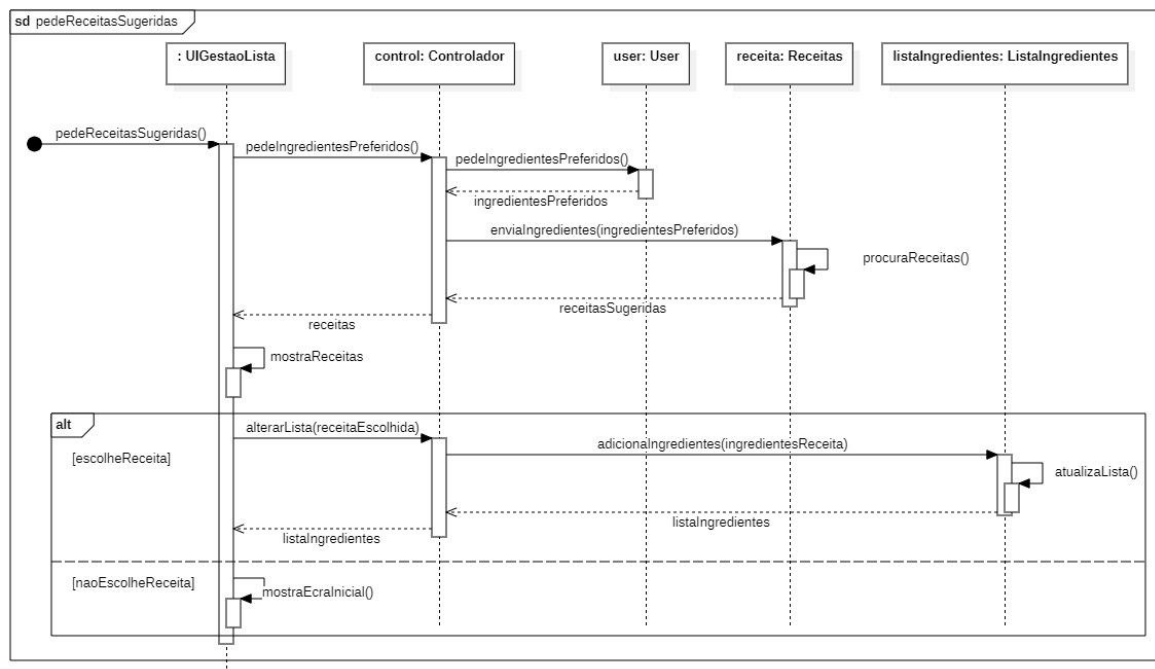 sd pedeReceitasSugeridas
: UIGestaoLista
control: Controlador
user: User
receita: Receitas
listaIngredientes: ListaIngredientes
pedeReceitasSugeridas()
pedeIngredientesPreferidos()
pedeIngredientesPreferidos()
ingredientesPreferidos
enviaIngredientes(ingredientesPreferidos)
procuraReceitas()
receitasSugeridas
receitas
mostraReceitas
alt
alterarLista(receitaEscolhida)
adicionaIngredientes(ingredientesReceita)
[escolheReceita]
atualizaLista()
listaIngredientes
listaIngredientes
[naoEscolheReceita]
mostraEcraInicial()